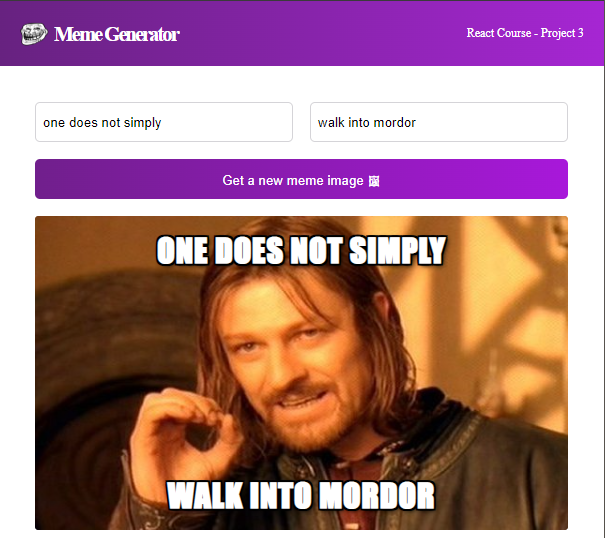 Meme Generator
React Course - Project 3
one does not simply
walk into mordor
Get a new meme image 🖼
ONE DOES NOT SIMPLY
WALK INTO MORDOR